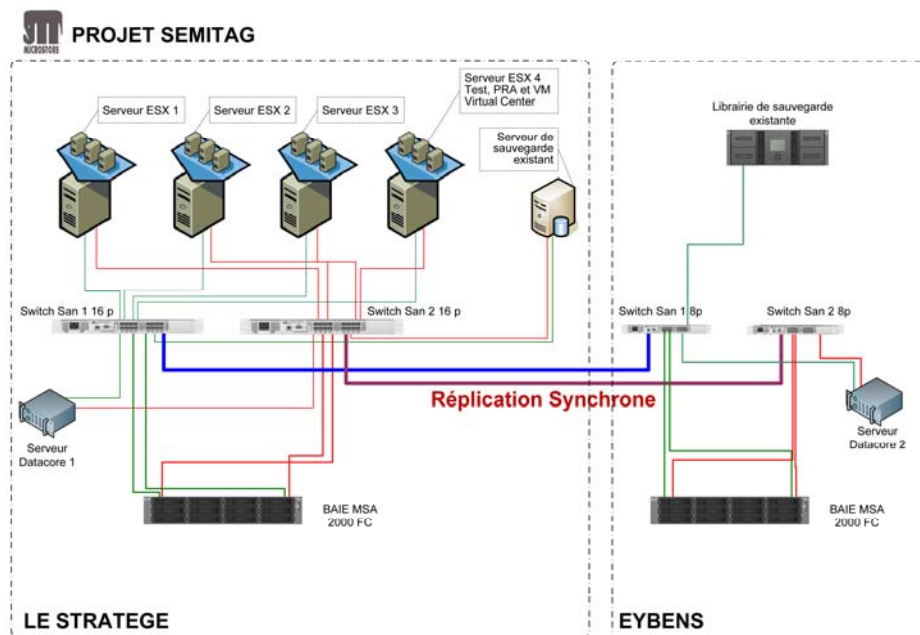 STIM
MICROSTORE
PROJET SEMITAG
Serveur ESX 1
Serveur ESX 2
Serveur ESX 3
Serveur ESX 4
Test, PRA et VM
Virtual Center
Serveur de
sauvegarde
existant
Librairie de sauvegarde
existante
Switch San 1 16 p
Switch San 2 16 p
Switch San 1 8p
Switch San 2 8p
Réplication Synchrone
Serveur
Datacore 1
Serveur
Datacore 2
BAIE MSA
2000 FC
BAIE MSA
2000 FC
LE STRATEGE
EYBENS